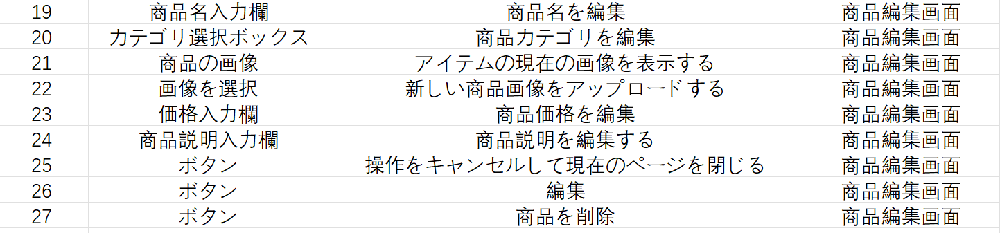 19 商品名入力欄 商品名を編集 商品編集画面
20 カテゴリ選択ボックス 商品カテゴリを編集 商品編集画面
21 商品の画像 アイテムの現在の画像を表示する 商品編集画面
22 画像を選択 新しい商品画像をアップロードする 商品編集画面
23 価格入力欄 商品価格を編集 商品編集画面
24 商品説明入力欄 商品説明を編集する 商品編集画面
25 ボタン 操作をキャンセルして現在のページを閉じる 商品編集画面
26 ボタン 編集 商品編集画面
27 ボタン 商品を削除 商品編集画面